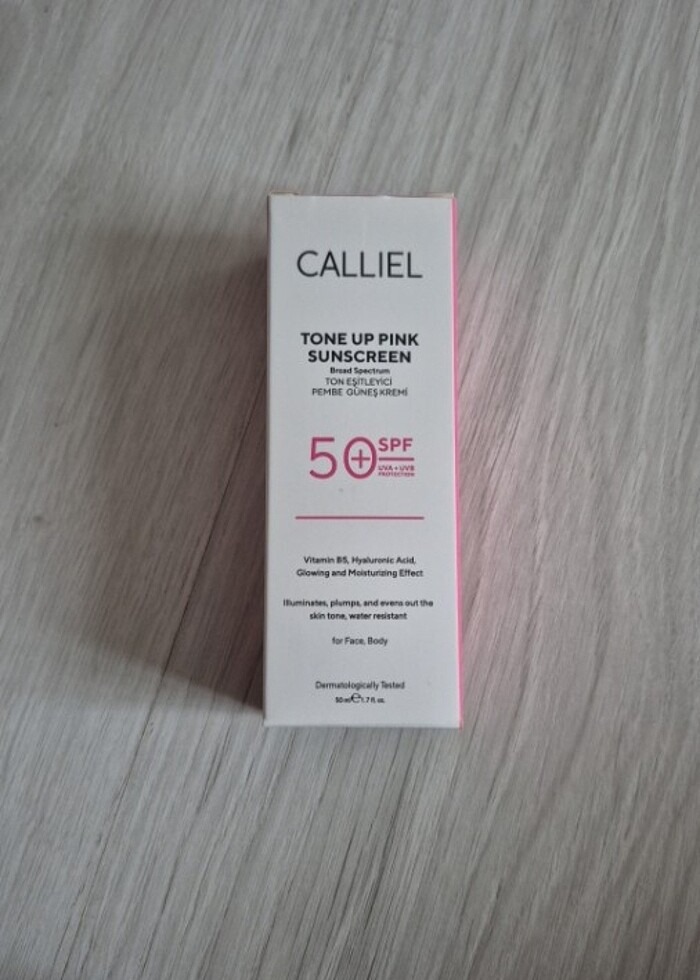 CALLIEL
TONE UP PINK
SUNSCREEN
Broad Spectrum
TON EŞİTLEYİCİ
PEMBE GÜNEŞ KREMİ
50+ SPF
UVA + UVB
PROTECTION
Vitamin B5, Hyaluronic Acid,
Glowing and Moisturizing Effect
Illuminates, plumps, and evens out the
skin tone, water resistant
for Face, Body
Dermatologically Tested
50 ml ℮ 1.7 fl. oz.